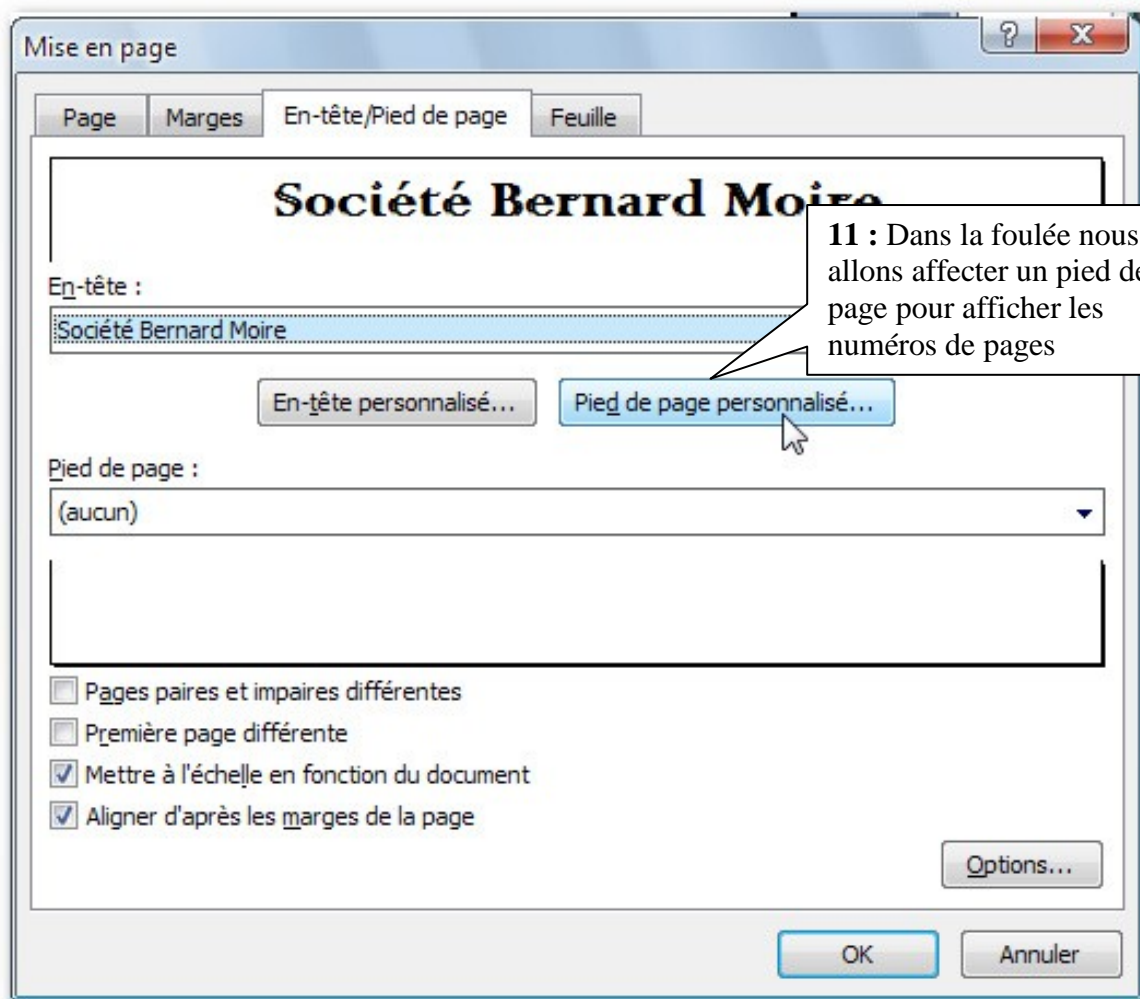 Mise en page
Page Marges En-tête/Pied de page Feuille
Société Bernard Moire
11 : Dans la foulée nous
allons affecter un pied de
page pour afficher les
numéros de pages
En-tête :
Société Bernard Moire
En-tête personnalisé... Pied de page personnalisé...
Pied de page :
(aucun)
Pages paires et impaires différentes
Première page différente
Mettre à l'échelle en fonction du document
Aligner d'après les marges de la page
Options...
OK Annuler